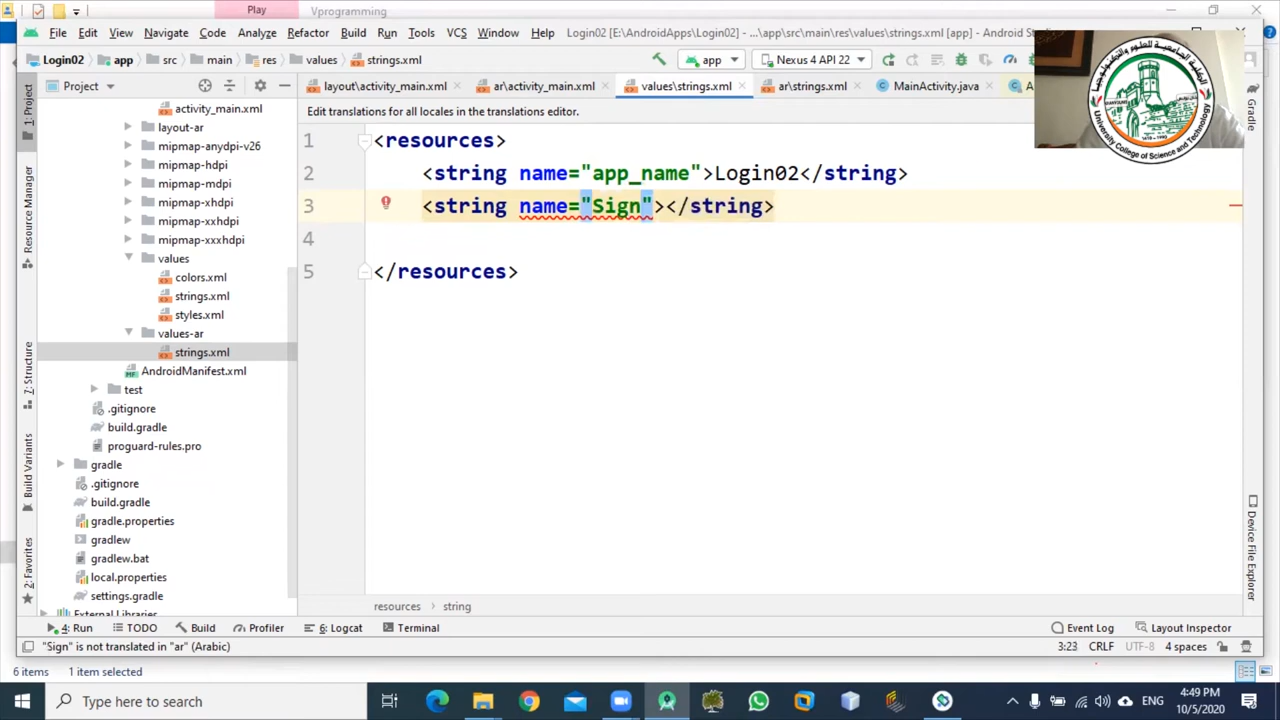 Play
Vprogramming
File Edit View Navigate Code Analyze Refactor Build Run Tools VCS Window Help Login02 [E:\AndroidApps\Login02] - ...\app\src\main\res\values\strings.xml [app] - Android St
Login02 app src main res values strings.xml app Nexus 4 API 22
1: Project
Project
layout\activity_main.xml ar\activity_main.xml values\strings.xml ar\strings.xml MainActivity.java A
Edit translations for all locales in the translations editor.
activity_main.xml
layout-ar
mipmap-anydpi-v26
mipmap-hdpi
mipmap-mdpi
mipmap-xhdpi
mipmap-xxhdpi
mipmap-xxxhdpi
values
colors.xml
strings.xml
styles.xml
values-ar
strings.xml
AndroidManifest.xml
test
.gitignore
build.gradle
proguard-rules.pro
gradle
.gitignore
build.gradle
gradle.properties
gradlew
gradlew.bat
local.properties
settings.gradle
External Libraries
Resource Manager
7: Structure
Build Variants
2: Favorites
1 <resources>
2 <string name="app_name">Login02</string>
3 <string name="Sign"></string>
4
5 </resources>
University College of Science and Technology
Gradle
Device File Explorer
resources string
4: Run TODO Build Profiler 6: Logcat Terminal Event Log Layout Inspector
"Sign" is not translated in "ar" (Arabic) 3:23 CRLF UTF-8 4 spaces
6 items 1 item selected
Type here to search
ENG
4:49 PM
10/5/2020